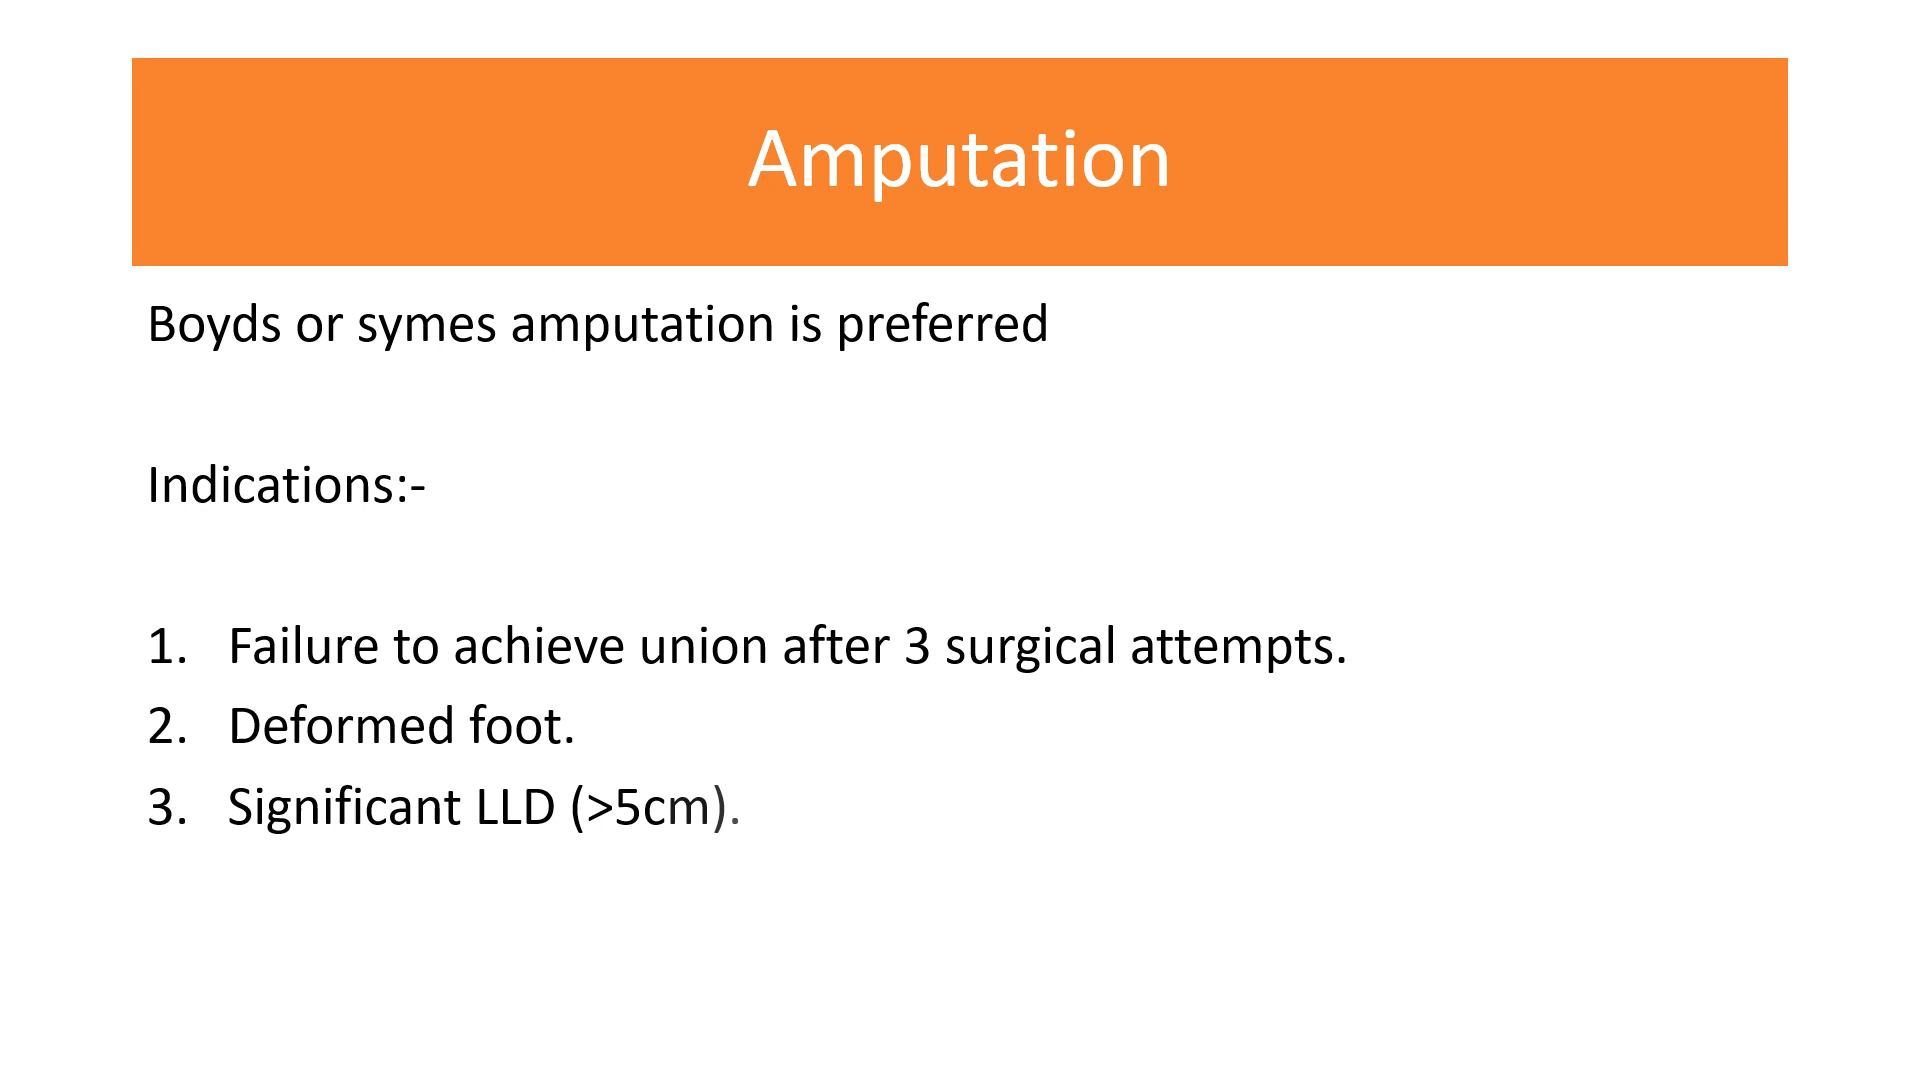 Amputation
Boyds or symes amputation is preferred
Indications:-
1. Failure to achieve union after 3 surgical attempts.
2. Deformed foot.
3. Significant LLD (>5cm).